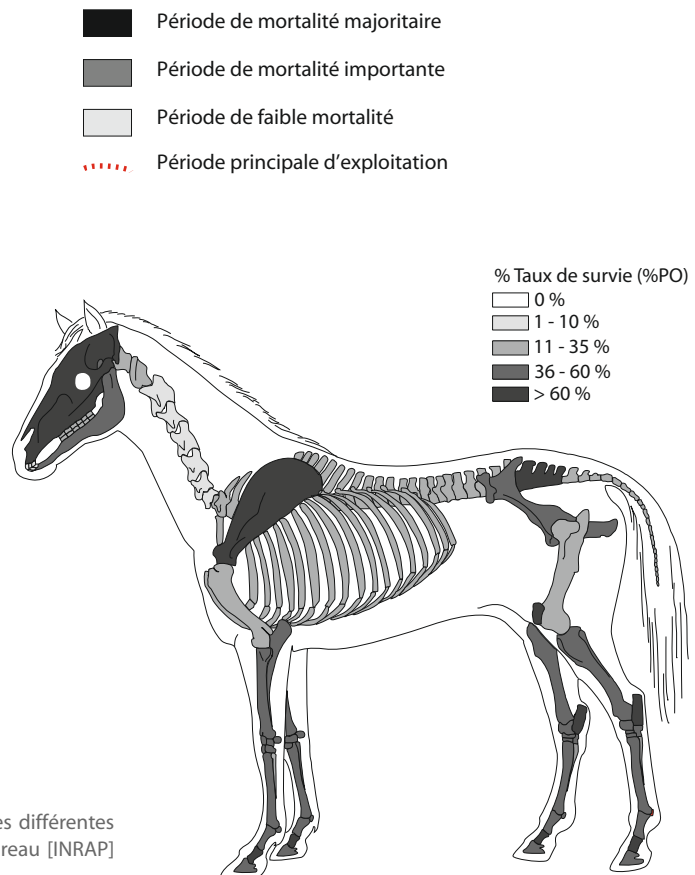 Période de mortalité majoritaire
Période de mortalité importante
Période de faible mortalité
Période principale d'exploitation
% Taux de survie (%PO)
0 %
1 - 10 %
11 - 35 %
36 - 60 %
> 60 %
es différentes
reau [INRAP]